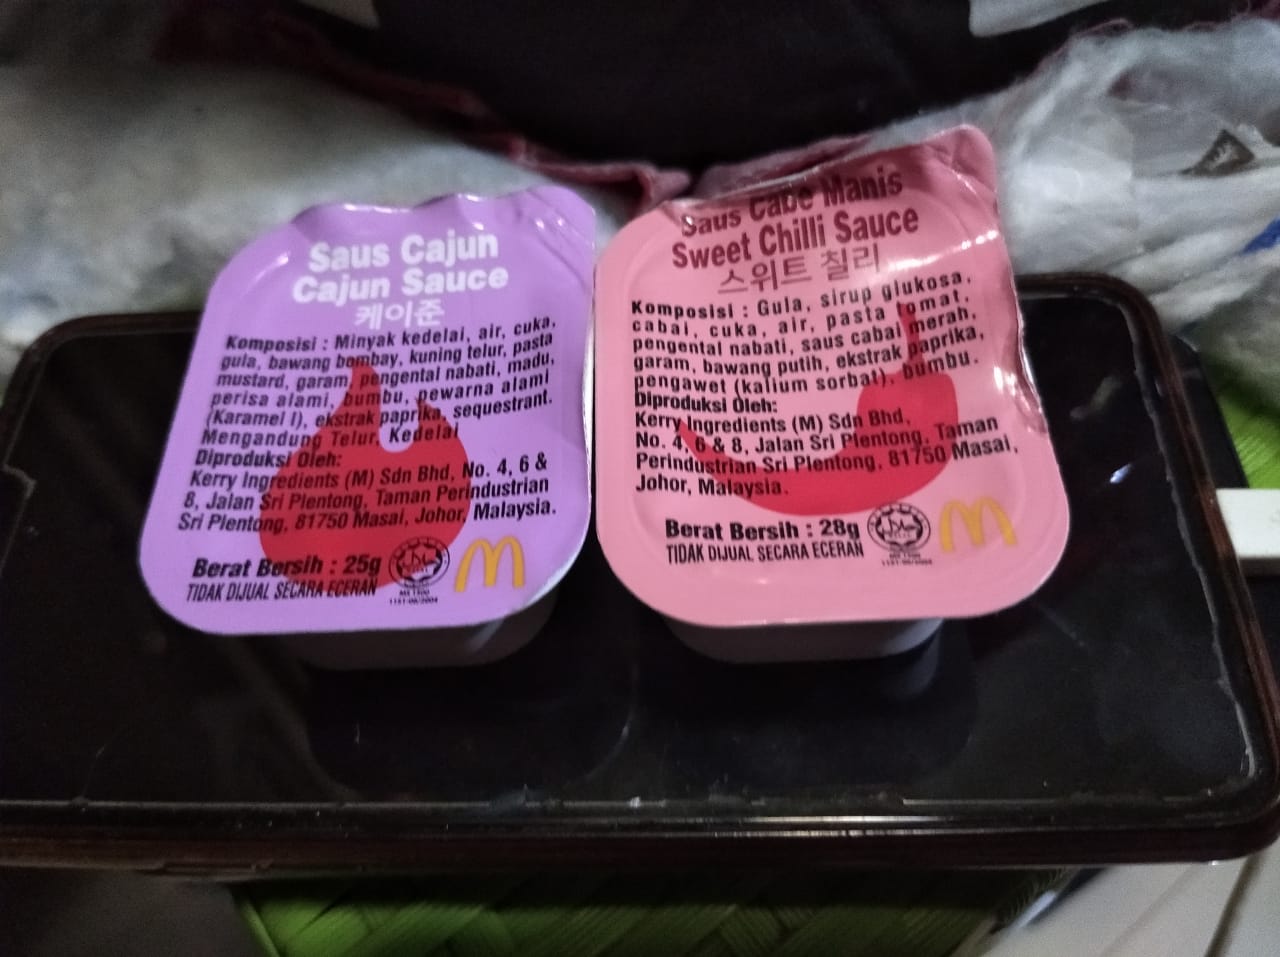 Saus Cajun
Cajun Sauce
케이준
Komposisi : Minyak kedelai, air, cuka,
gula, bawang bombay, kuning telur, pasta
mustard, garam, pengental nabati, madu,
perisa alami, bumbu, pewarna alami
(Karamel I), ekstrak paprika, sequestrant.
Mengandung Telur, Kedelai
Diproduksi Oleh:
Kerry Ingredients (M) Sdn Bhd, No. 4, 6 &
8, Jalan Sri Plentong, Taman Perindustrian
Sri Plentong, 81750 Masai, Johor, Malaysia.
Berat Bersih : 25g
TIDAK DIJUAL SECARA ECERAN
Saus Cabe Manis
Sweet Chilli Sauce
스위트 칠리
Komposisi : Gula, sirup glukosa,
cabai, cuka, air, pasta tomat,
pengental nabati, saus cabai merah,
garam, bawang putih, ekstrak paprika,
pengawet (kalium sorbat), bumbu.
Diproduksi Oleh:
Kerry Ingredients (M) Sdn Bhd,
No. 4, 6 & 8, Jalan Sri Plentong, Taman
Perindustrian Sri Plentong, 81750 Masai,
Johor, Malaysia.
Berat Bersih : 28g
TIDAK DIJUAL SECARA ECERAN